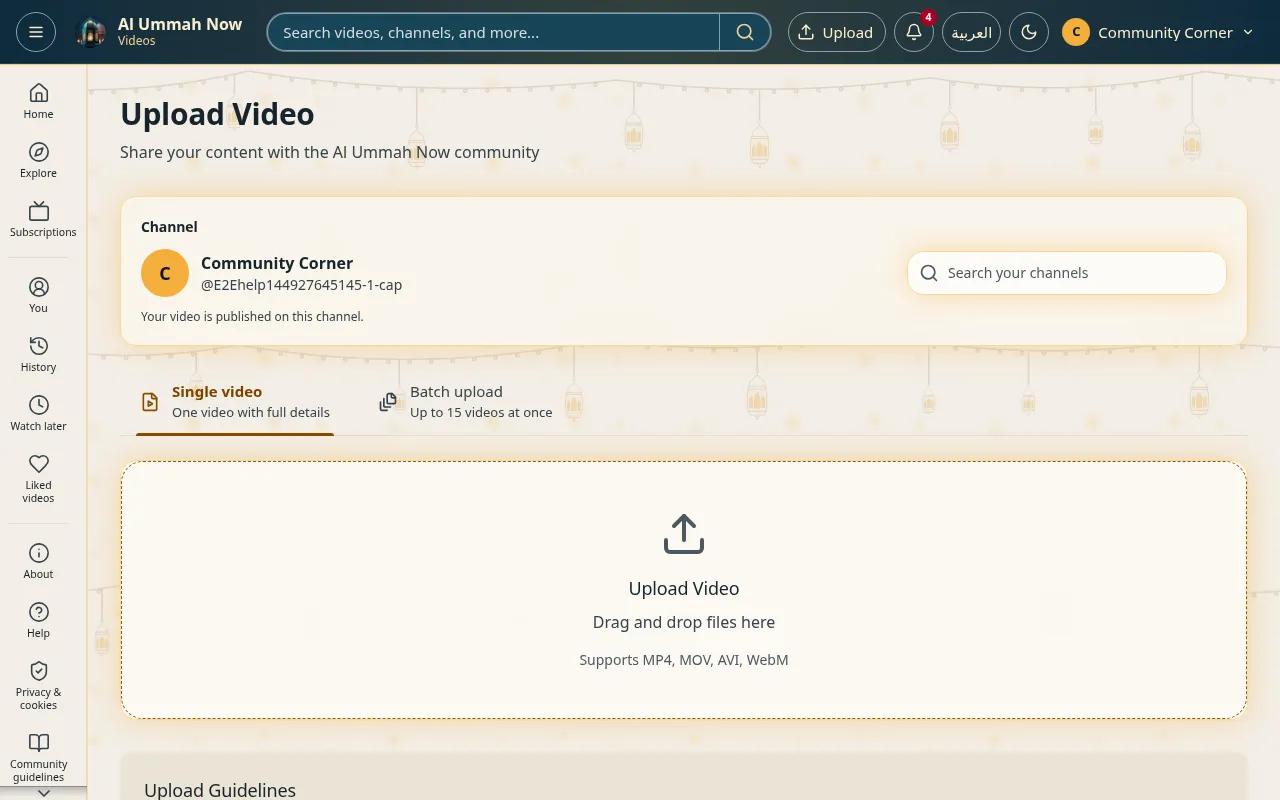 Al Ummah Now
Videos
Search videos, channels, and more...
Upload
4
العربية
C
Community Corner
Home
Explore
Subscriptions
You
History
Watch later
Liked
videos
About
Help
Privacy &
cookies
Community
guidelines
Upload Video
Share your content with the Al Ummah Now community
Channel
C
Community Corner
@E2Ehelp144927645145-1-cap
Your video is published on this channel.
Search your channels
Single video
One video with full details
Batch upload
Up to 15 videos at once
Upload Video
Drag and drop files here
Supports MP4, MOV, AVI, WebM
Upload Guidelines